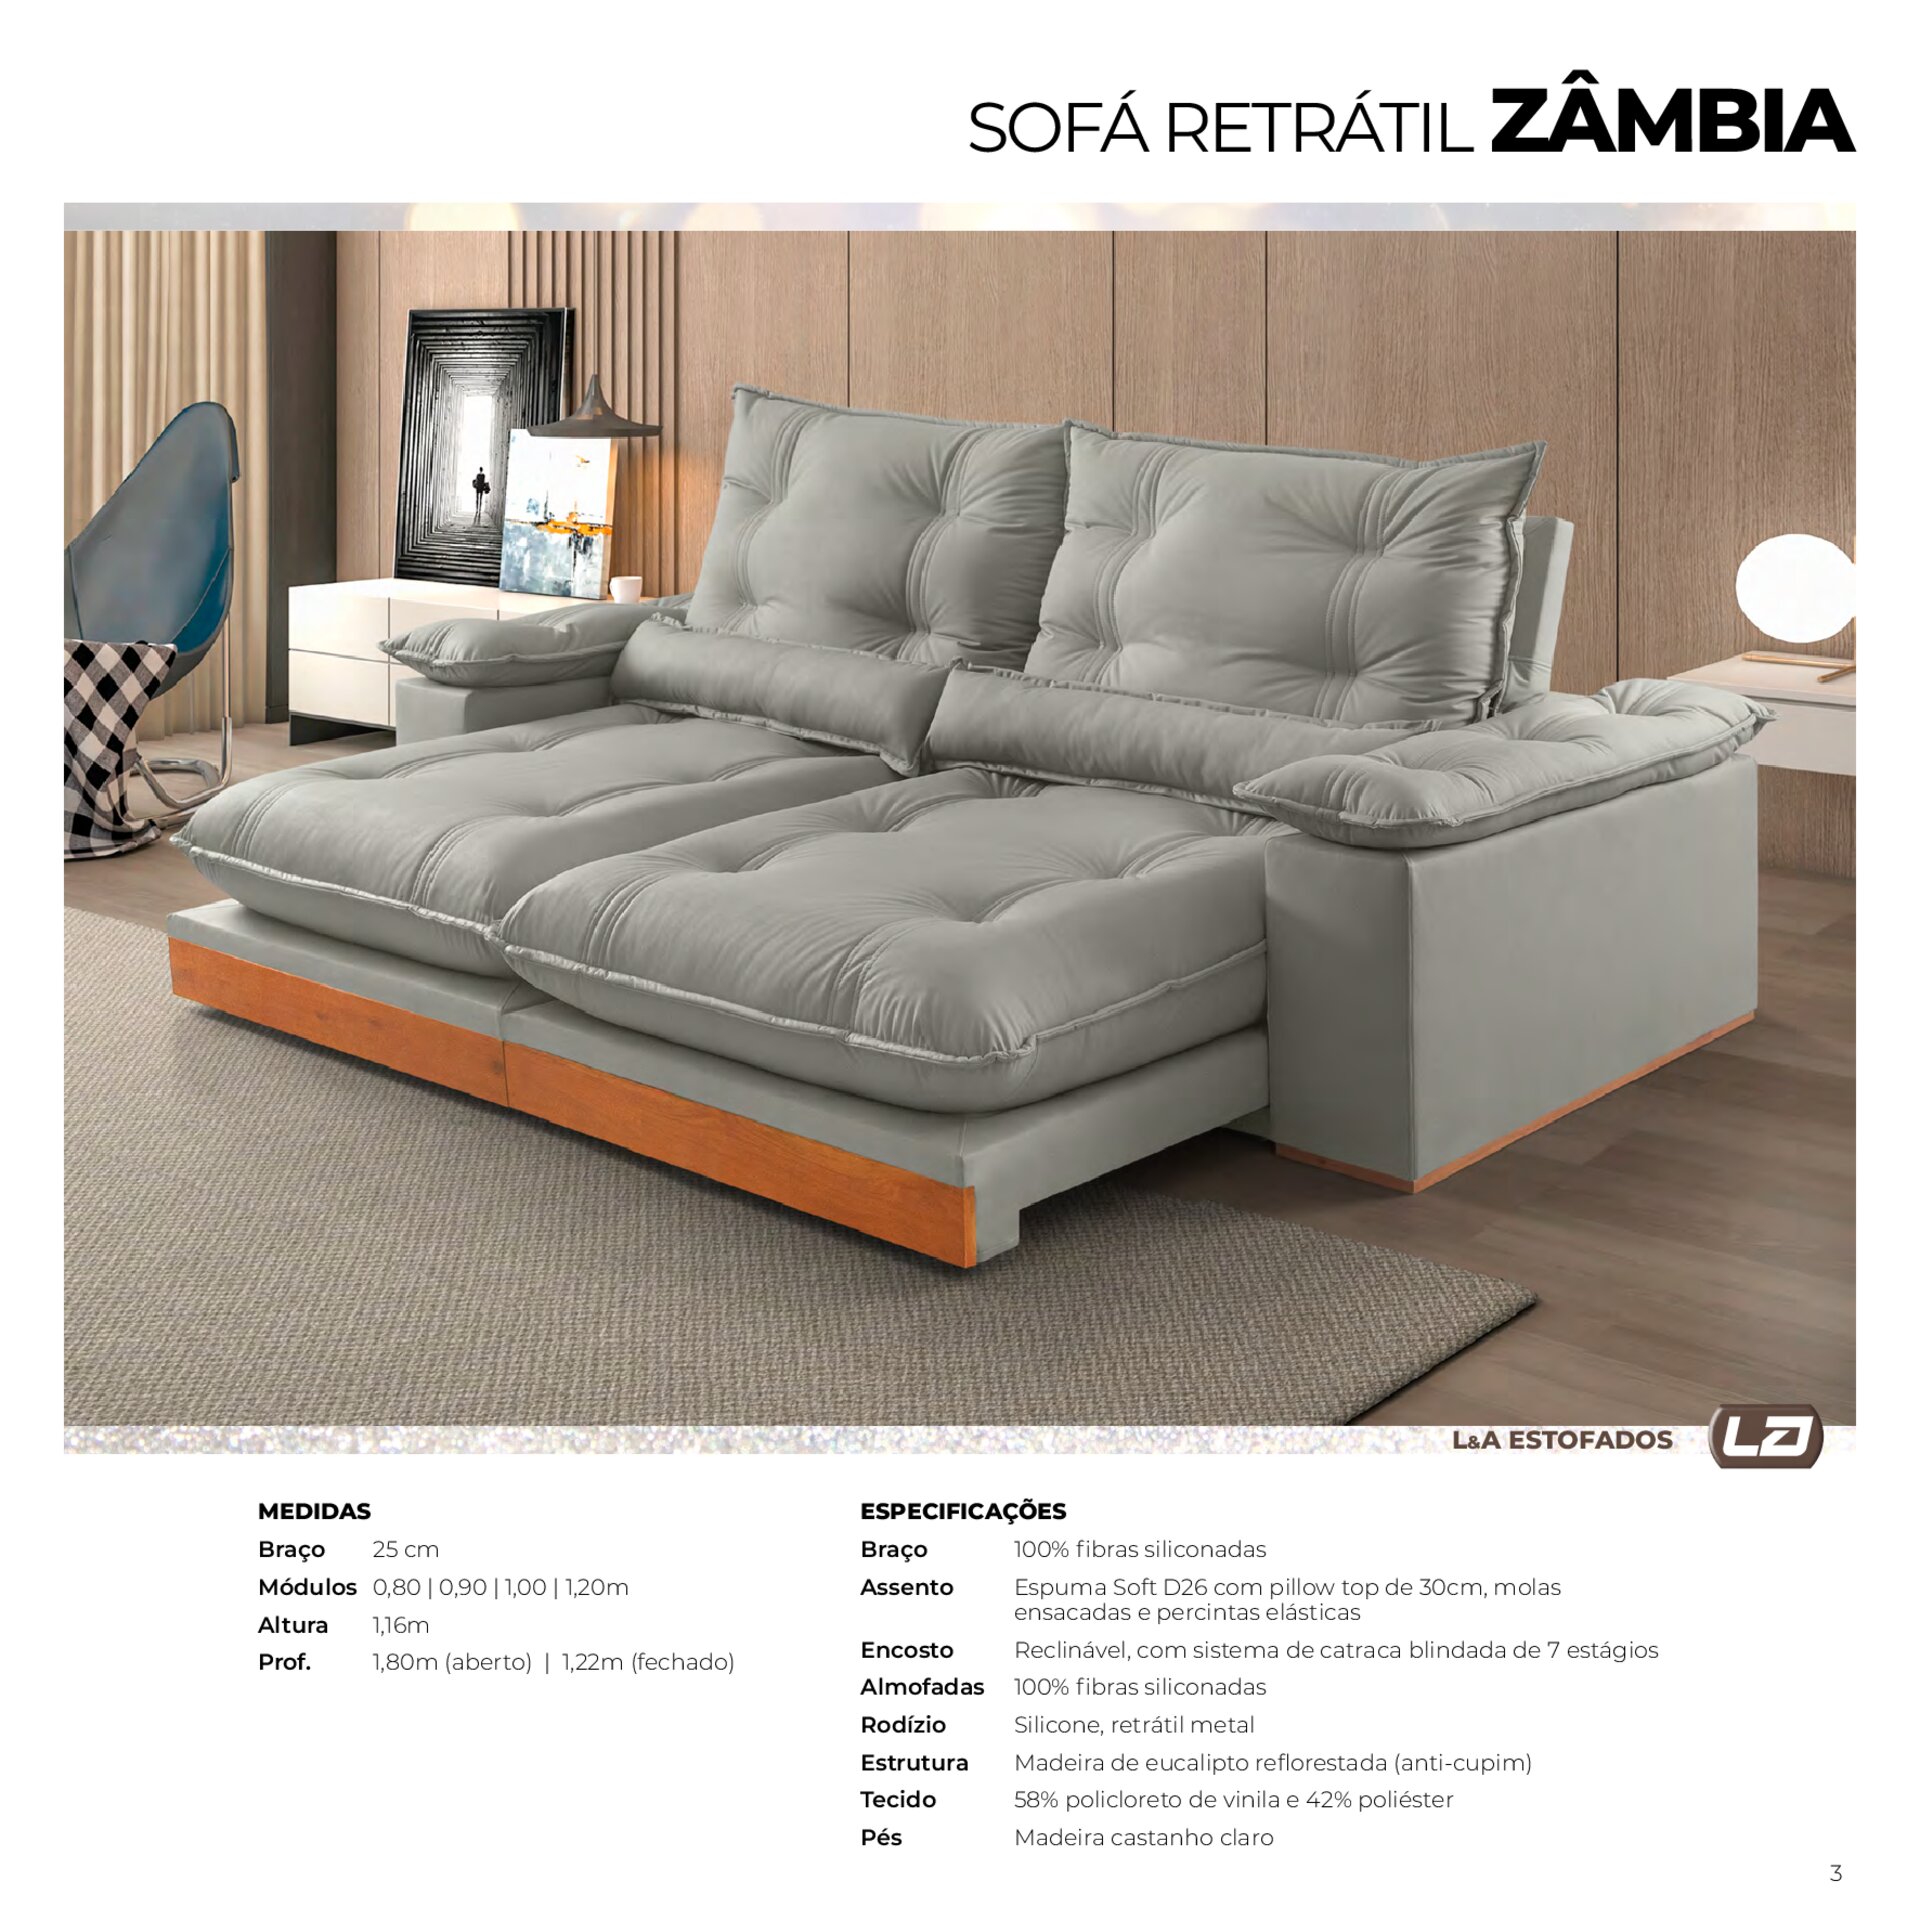 SOFÁ RETRÁTIL ZÂMBIA
L&A ESTOFADOS LA
MEDIDAS
Braço 25 cm
Módulos 0,80 | 0,90 | 1,00 | 1,20m
Altura 1,16m
Prof. 1,80m (aberto) | 1,22m (fechado)
ESPECIFICAÇÕES
Braço 100% fibras siliconadas
Assento Espuma Soft D26 com pillow top de 30cm, molas
ensacadas e percintas elásticas
Encosto Reclinável, com sistema de catraca blindada de 7 estágios
Almofadas 100% fibras siliconadas
Rodízio Silicone, retrátil metal
Estrutura Madeira de eucalipto reflorestada (anti-cupim)
Tecido 58% policloreto de vinila e 42% poliéster
Pés Madeira castanho claro
3